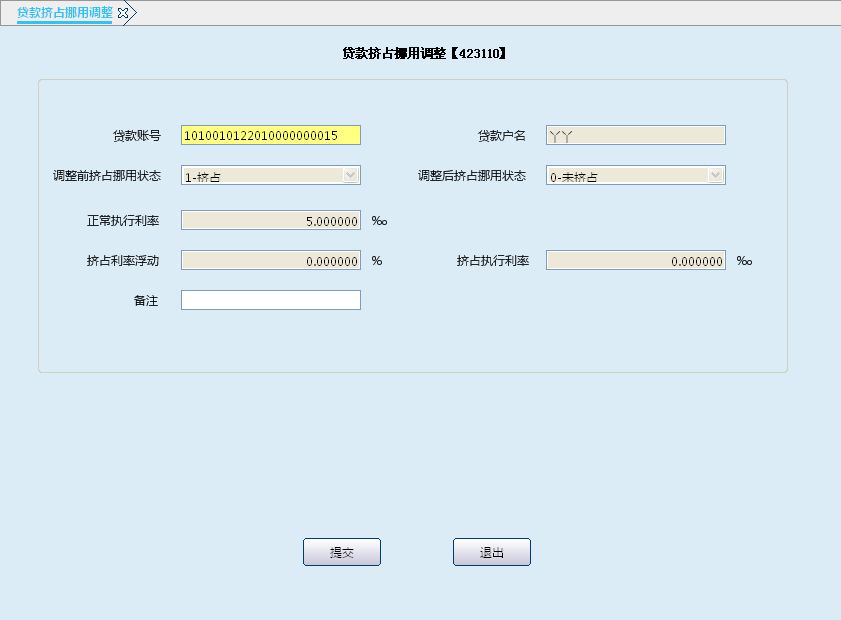 贷款挤占挪用调整
贷款挤占挪用调整【423110】
贷款账号 1010010122010000000015 贷款户名 丫丫
调整前挤占挪用状态 1-挤占 调整后挤占挪用状态 0-未挤占
正常执行利率 5.000000 ‰
挤占利率浮动 0.000000 % 挤占执行利率 0.000000 ‰
备注
提交 退出